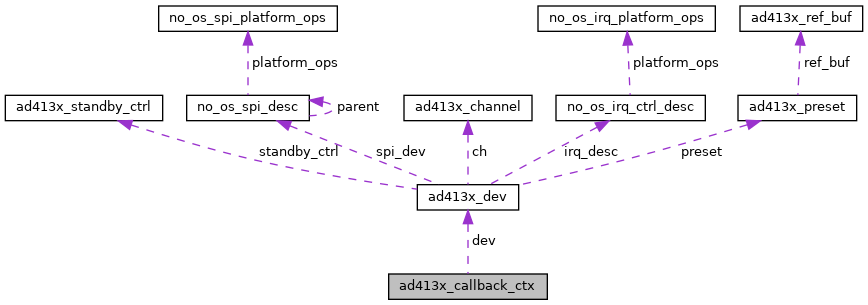 no_os_spi_platform_ops
no_os_irq_platform_ops
ad413x_ref_buf
platform_ops
platform_ops
ref_buf
ad413x_standby_ctrl
no_os_spi_desc
parent
ad413x_channel
no_os_irq_ctrl_desc
ad413x_preset
standby_ctrl
spi_dev
ch
irq_desc
preset
ad413x_dev
dev
ad413x_callback_ctx